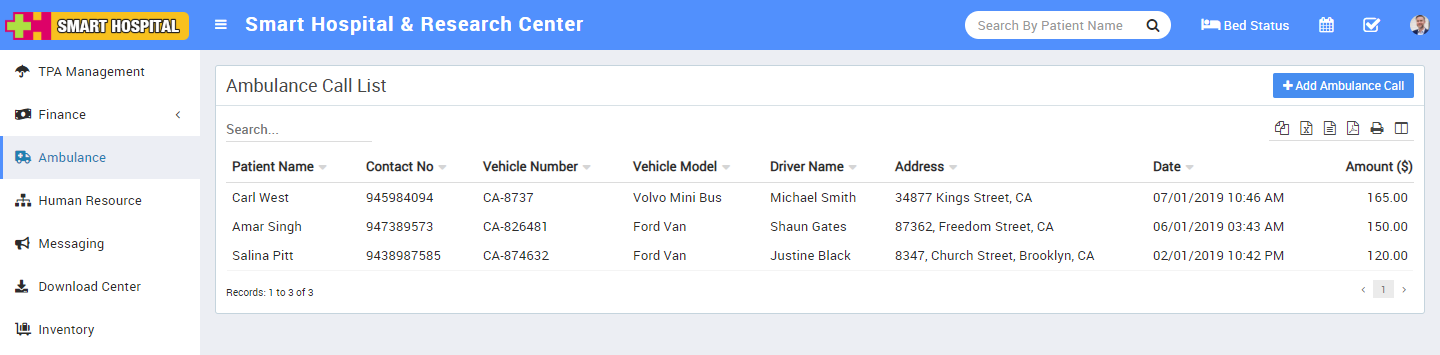 SMART HOSPITAL
Smart Hospital & Research Center
Search By Patient Name
Bed Status
TPA Management
Finance
Ambulance
Human Resource
Messaging
Download Center
Inventory
Ambulance Call List
Add Ambulance Call
Search...
Patient Name Contact No Vehicle Number Vehicle Model Driver Name Address Date Amount ($)
Carl West 945984094 CA-8737 Volvo Mini Bus Michael Smith 34877 Kings Street, CA 07/01/2019 10:46 AM 165.00
Amar Singh 947389573 CA-826481 Ford Van Shaun Gates 87362, Freedom Street, CA 06/01/2019 03:43 AM 150.00
Salina Pitt 9438987585 CA-874632 Ford Van Justine Black 8347, Church Street, Brooklyn, CA 02/01/2019 10:42 PM 120.00
Records: 1 to 3 of 3
1